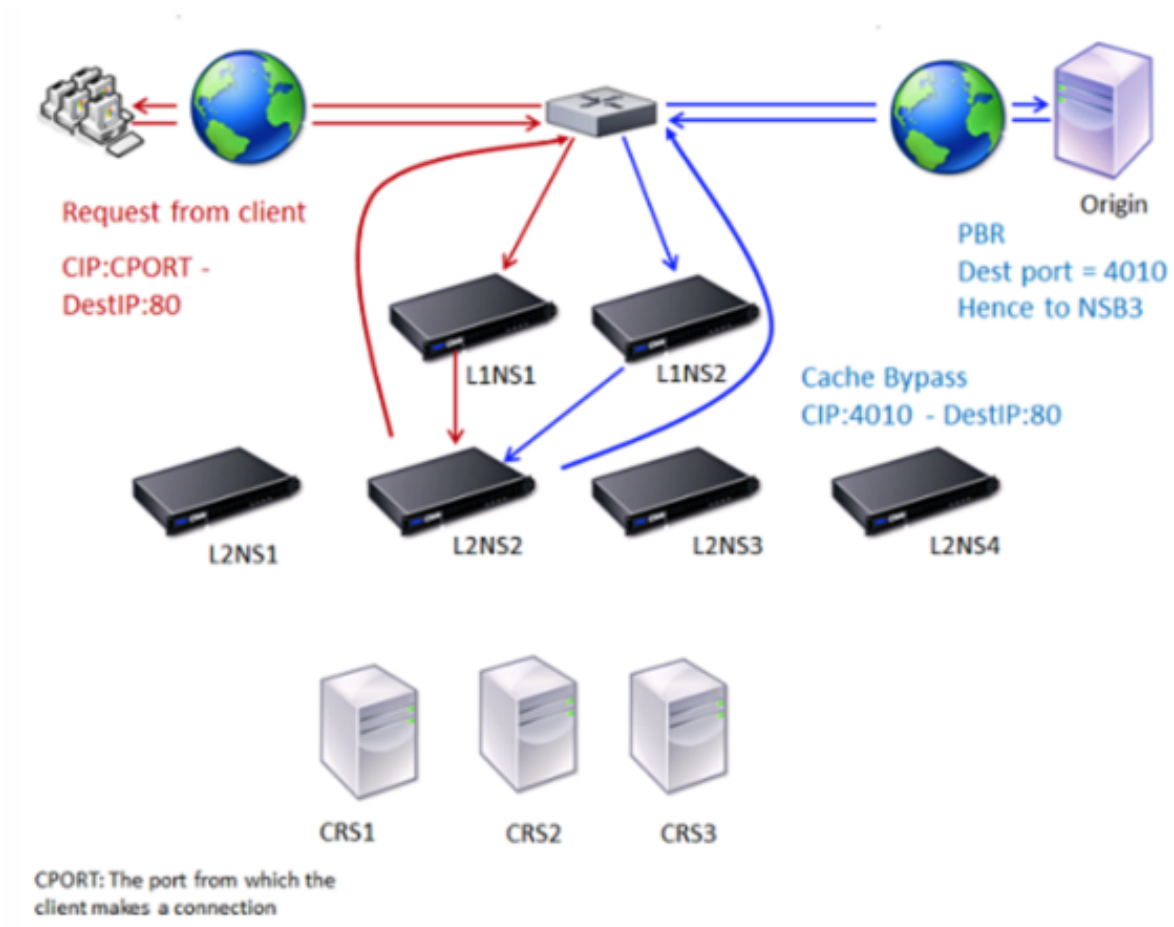 Origin
Request from client
CIP:CPORT -
DestIP:80
PBR
Dest port = 4010
Hence to NSB3
L1NS1
L1NS2
Cache Bypass
CIP:4010 - DestIP:80
L2NS1
L2NS2
L2NS3
L2NS4
CRS1
CRS2
CRS3
CPORT: The port from which the
client makes a connection